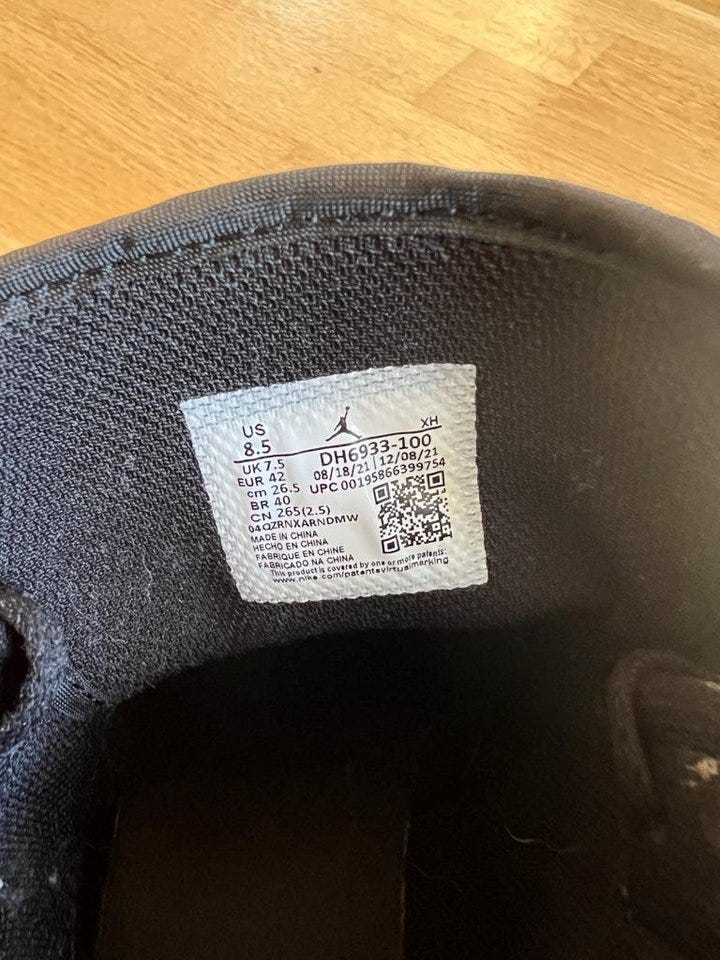 US
8.5
XH
UK 7.5
DH6933-100
EUR 42
08/18/21 12/08/21
cm 26.5
UPC 00195866399754
BR 40
CN 265(2.5)
04QZRNXARNDMW
MADE IN CHINA
HECHO EN CHINA
FABRIQUE EN CHINE
FABRICADO NA CHINA
This product is covered by one or more patents:
www.nike.com/patentsvirtualmarking